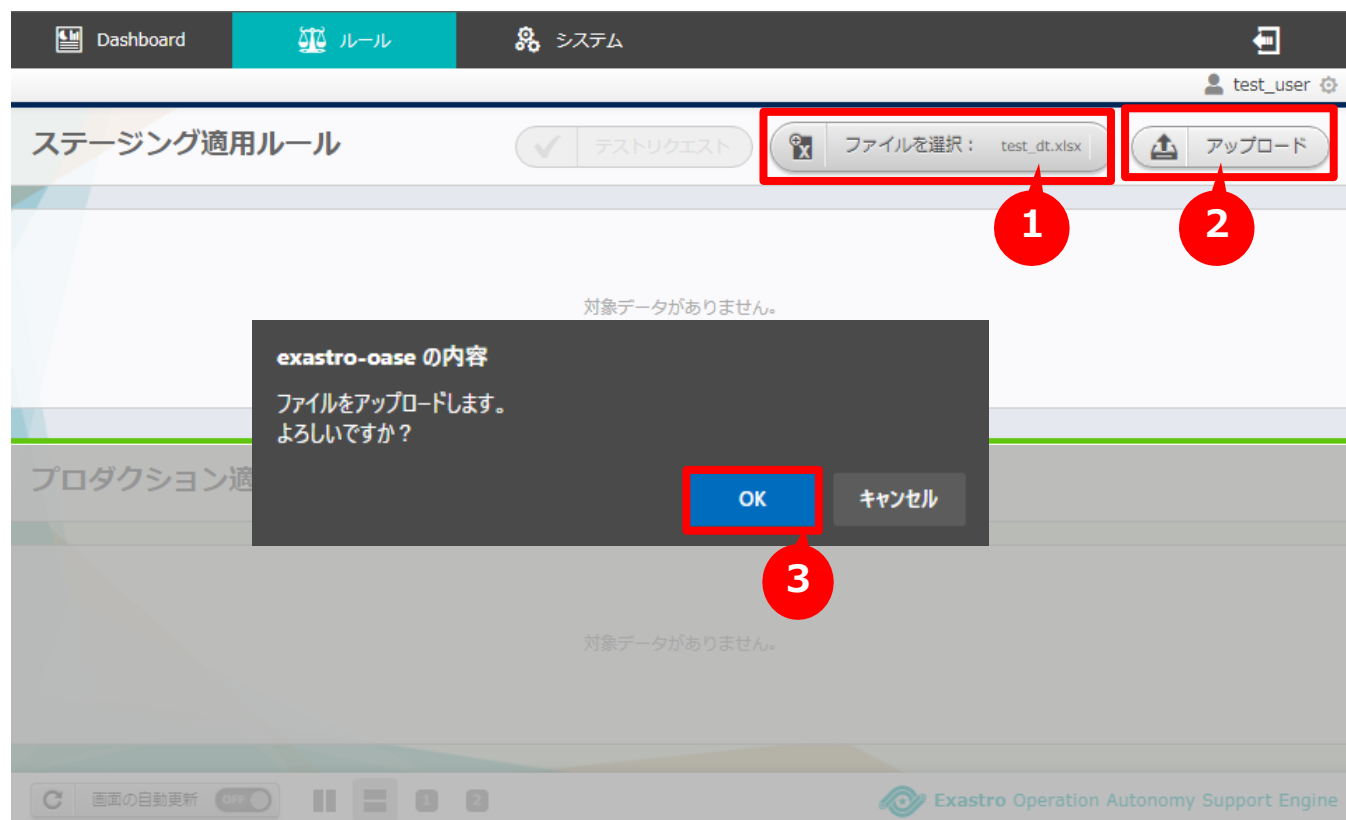 Dashboard
ルール
システム
test_user
ステージング適用ルール
テストリクエスト
ファイルを選択： test_dt.xlsx
アップロード
1
2
対象データがありません。
exastro-oase の内容
ファイルをアップロードします。
よろしいですか？
プロダクション適
OK
キャンセル
3
対象データがありません。
画面の自動更新 OFF
1
2
Exastro Operation Autonomy Support Engine